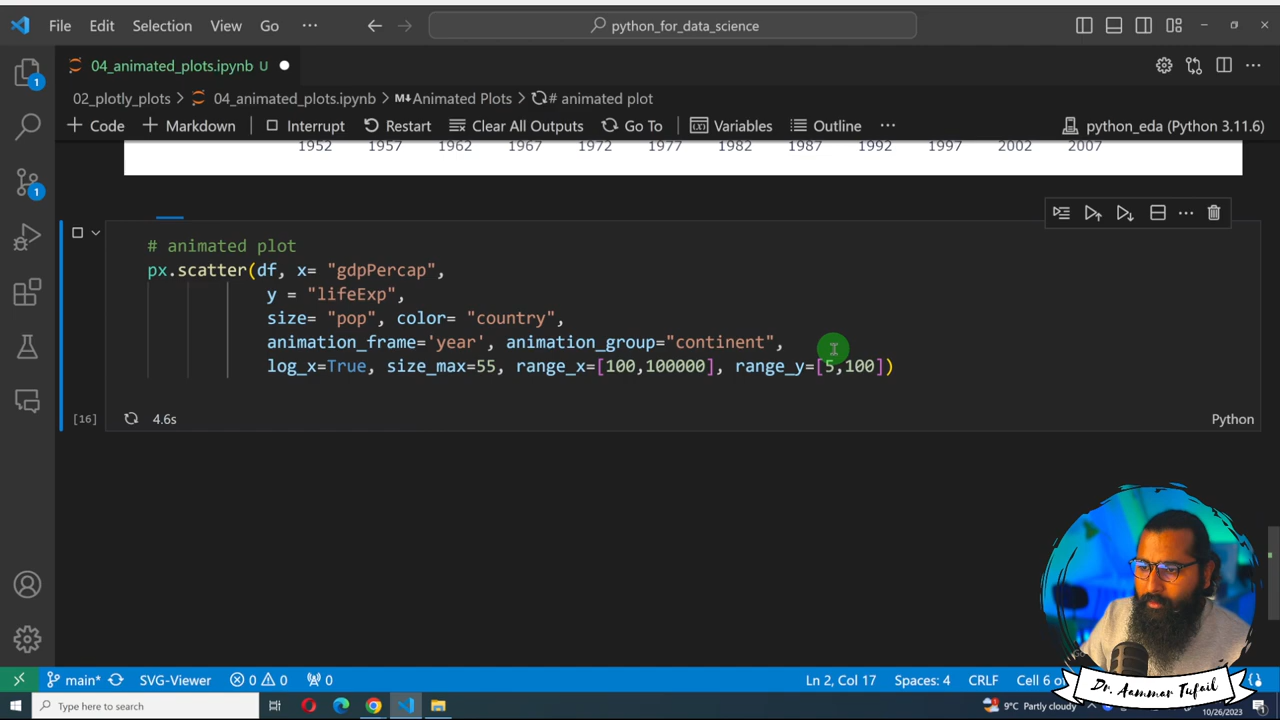 File Edit Selection View Go ··· python_for_data_science
04_animated_plots.ipynb U
02_plotly_plots > 04_animated_plots.ipynb > M↓Animated Plots > # animated plot
+ Code + Markdown Interrupt Restart Clear All Outputs Go To Variables Outline ··· python_eda (Python 3.11.6)
1952 1957 1962 1967 1972 1977 1982 1987 1992 1997 2002 2007
# animated plot
px.scatter(df, x= "gdpPercap",
y = "lifeExp",
size= "pop", color= "country",
animation_frame='year', animation_group="continent",
log_x=True, size_max=55, range_x=[100,100000], range_y=[5,100])
[16] 4.6s Python
main* SVG-Viewer 0 0 0 Ln 2, Col 17 Spaces: 4 CRLF Cell 6 o
Dr. Aammar Tufail
Type here to search 9°C Partly cloudy 10/26/2023
1
1